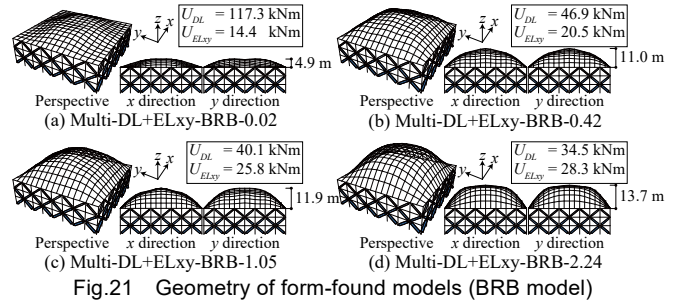 U_DL = 117.3 kNm
U_ELxy = 14.4 kNm
z
y x
14.9 m
Perspective x direction y direction
(a) Multi-DL+ELxy-BRB-0.02
U_DL = 46.9 kNm
U_ELxy = 20.5 kNm
z
y x
11.0 m
Perspective x direction y direction
(b) Multi-DL+ELxy-BRB-0.42
U_DL = 40.1 kNm
U_ELxy = 25.8 kNm
z
y x
11.9 m
Perspective x direction y direction
(c) Multi-DL+ELxy-BRB-1.05
U_DL = 34.5 kNm
U_ELxy = 28.3 kNm
z
y x
13.7 m
Perspective x direction y direction
(d) Multi-DL+ELxy-BRB-2.24
Fig.21 Geometry of form-found models (BRB model)